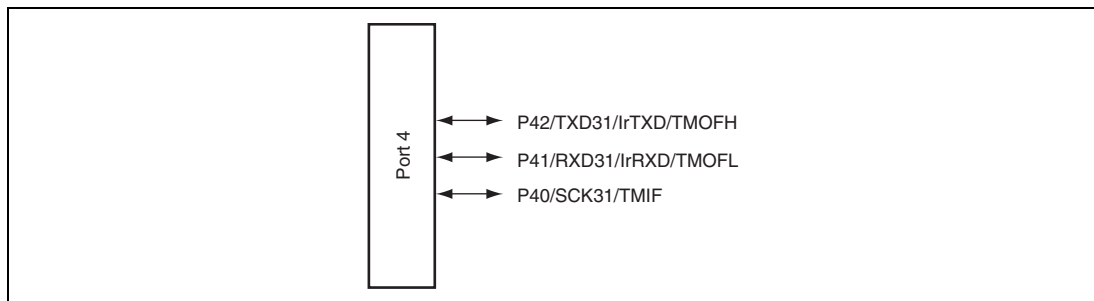 Port 4
P42/TXD31/IrTXD/TMOFH
P41/RXD31/IrRXD/TMOFL
P40/SCK31/TMIF